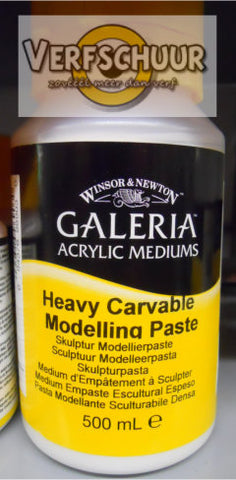 VERFSCHUUR
zoveel meer dan verf
WINSOR & NEWTON
GALERIA™
ACRYLIC MEDIUMS
Heavy Carvable
Modelling Paste
Skulptur Modellierpaste
Sculptuur Modelleerpasta
Skulpturpasta
Medium d'Empâtement à Sculpter
Medium Empaste Escultural Espeso
Pasta Modellante Sculturabile Densa
500 mL e